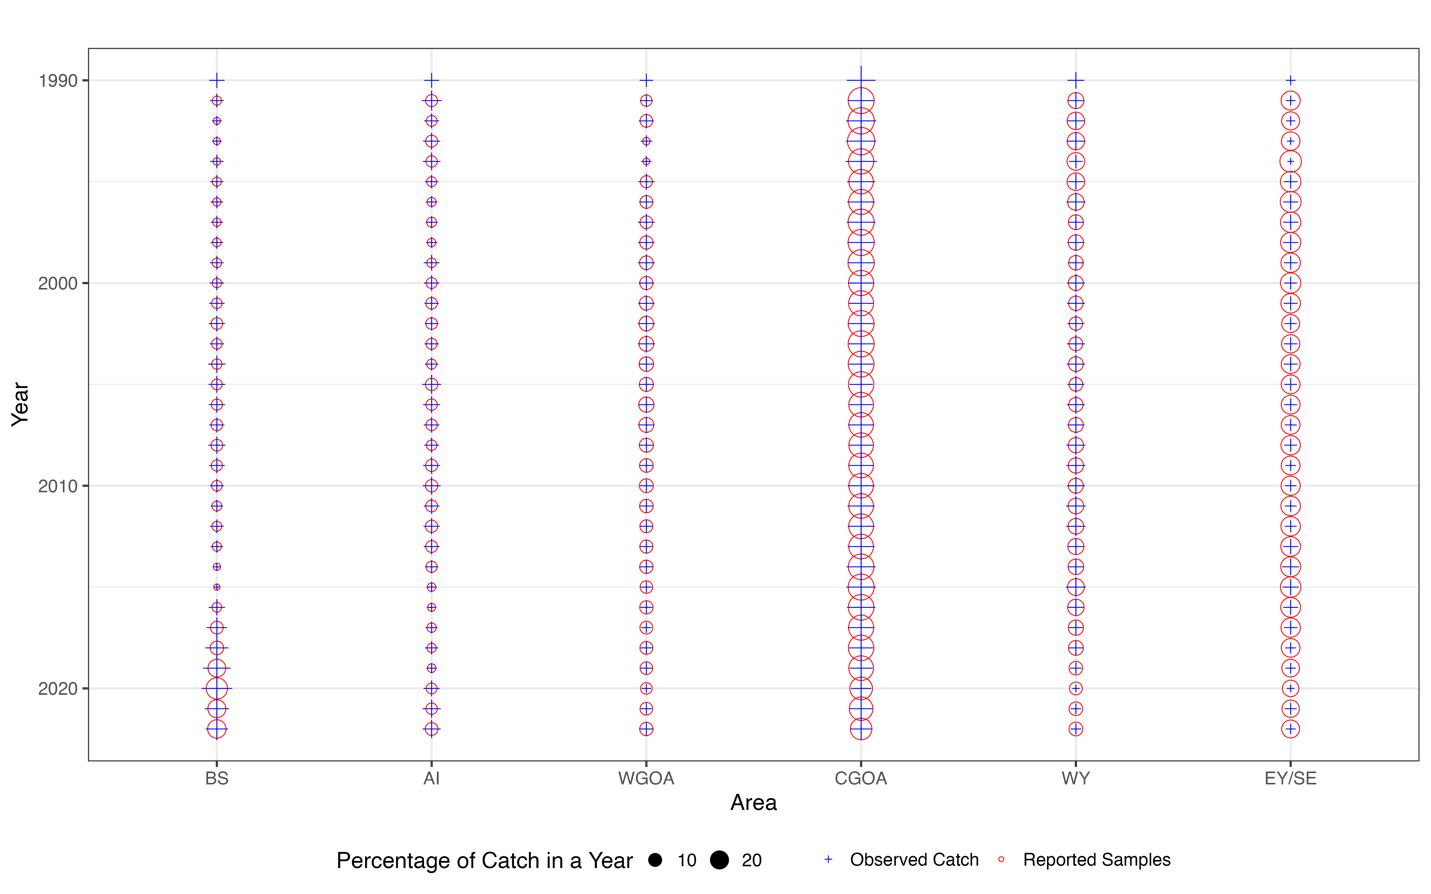 1990
2000
2010
2020
Year
BS AI WGOA CGOA WY EY/SE
Area
Percentage of Catch in a Year 10 20 Observed Catch Reported Samples